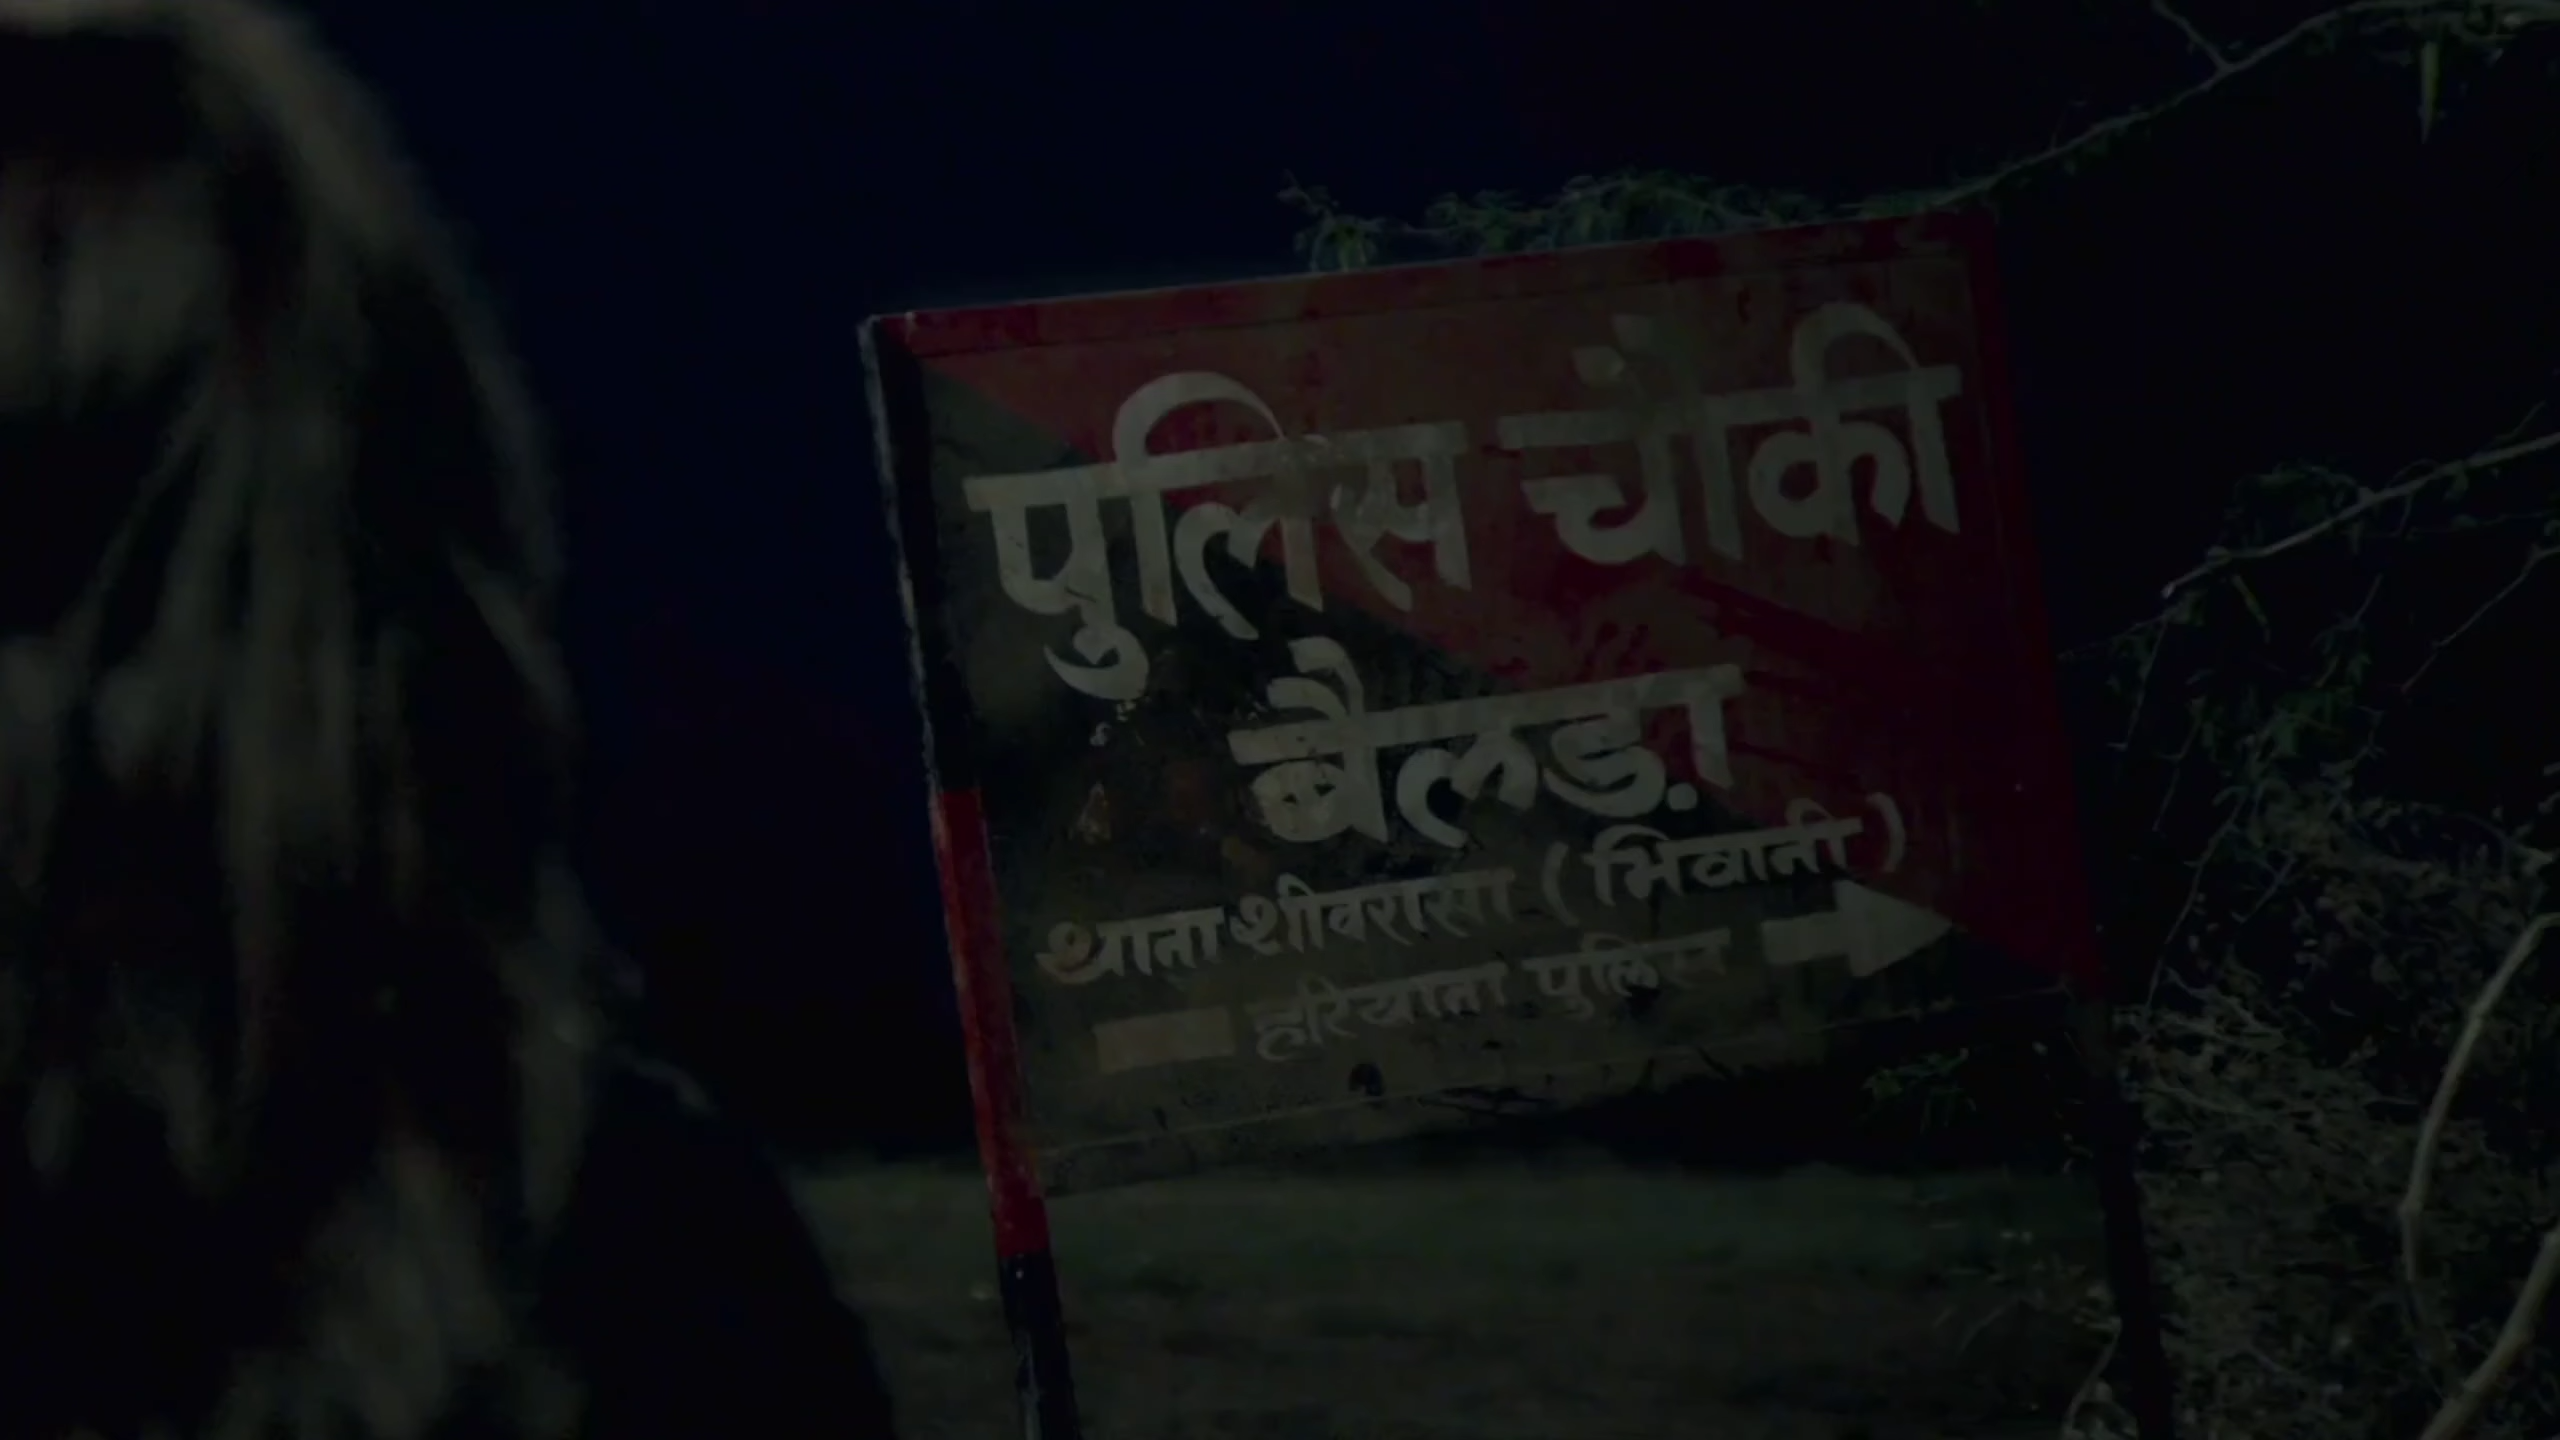 पुलिस चौकी
बैलड़ा
थाना शीवरासा (भिवानी)
हरियाना पुलिस